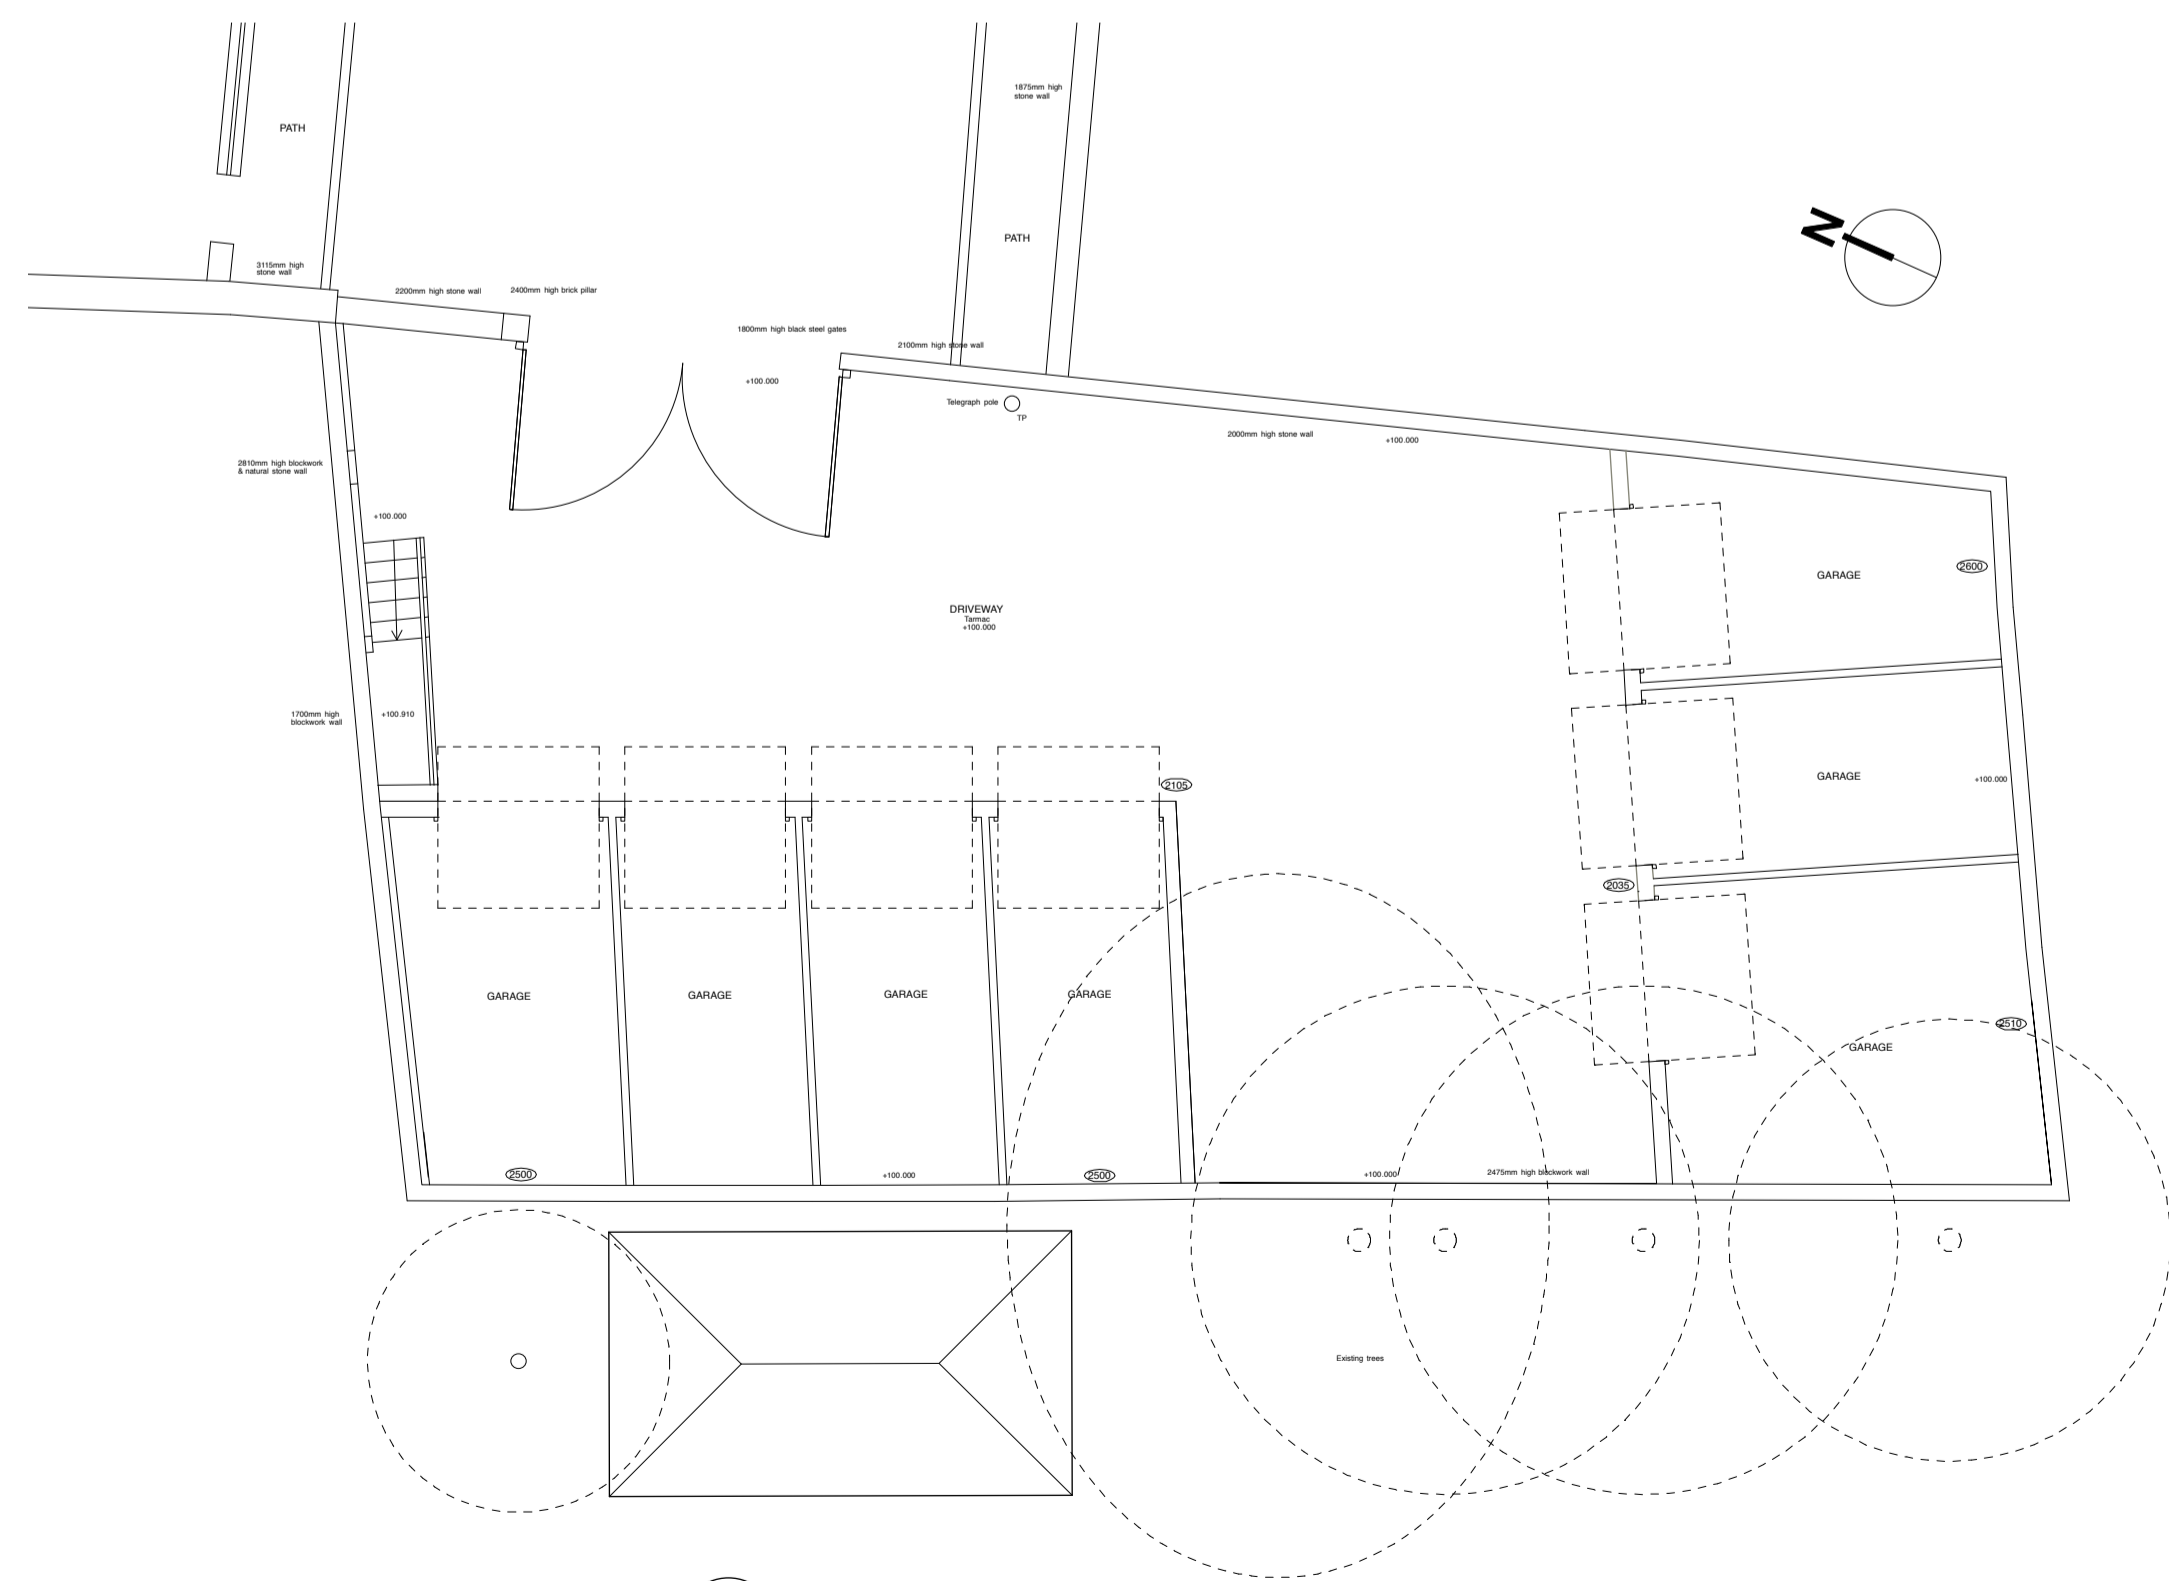 1875mm high
stone wall
PATH
N
PATH
3115mm high
stone wall
2200mm high stone wall
2400mm high brick pillar
1800mm high black steel gates
2100mm high stone wall
+100.000
Telegraph pole
TP
2000mm high stone wall
+100.000
2810mm high blockwork
& natural stone wall
+100.000
GARAGE
2600
DRIVEWAY
Tarmac
+100.000
1700mm high
blockwork wall
+100.910
2105
GARAGE
+100.000
2035
GARAGE
GARAGE
GARAGE
GARAGE
2510
GARAGE
2500
+100.000
2500
+100.000
2475mm high blockwork wall
Existing trees